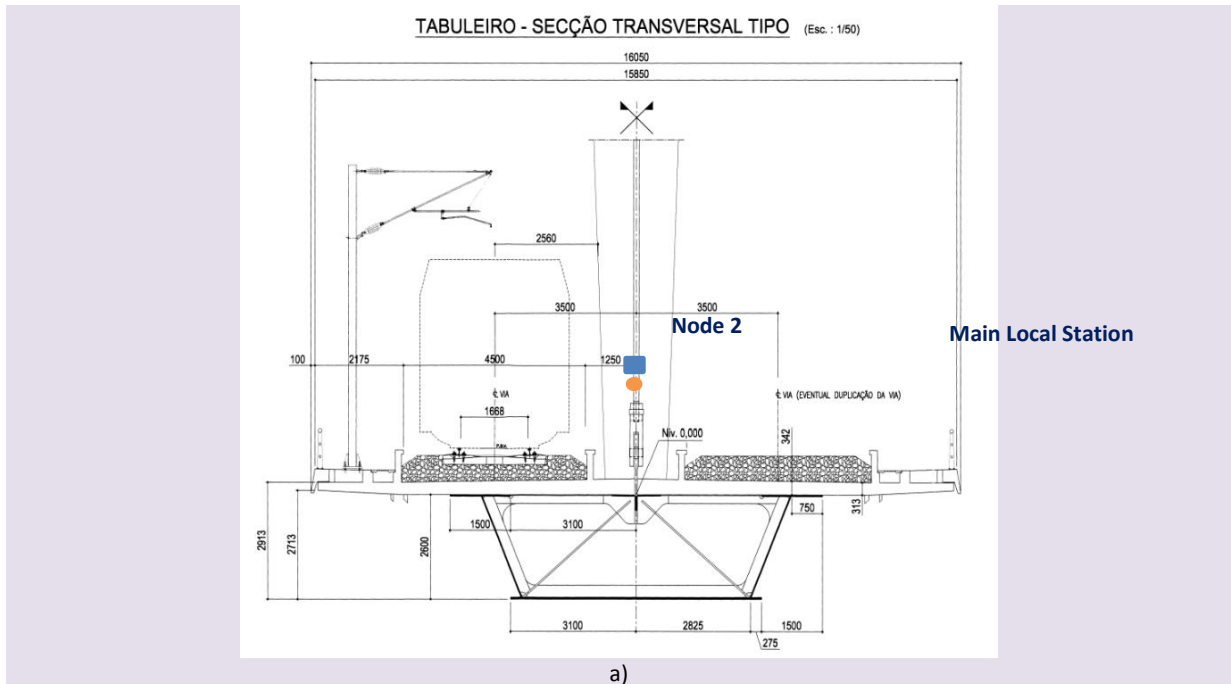 TABULEIRO - SECÇÃO TRANSVERSAL TIPO (Esc. : 1/50)
16050
15850
2560
3500 3500
Node 2
Main Local Station
100 2175 4500 1250
℄ VIA
℄ VIA (EVENTUAL DUPLICAÇÃO DA VIA)
1668
Niv. 0,000
342
313
750
1500 3100
2913
2713
2600
3100 2825 1500
275
a)